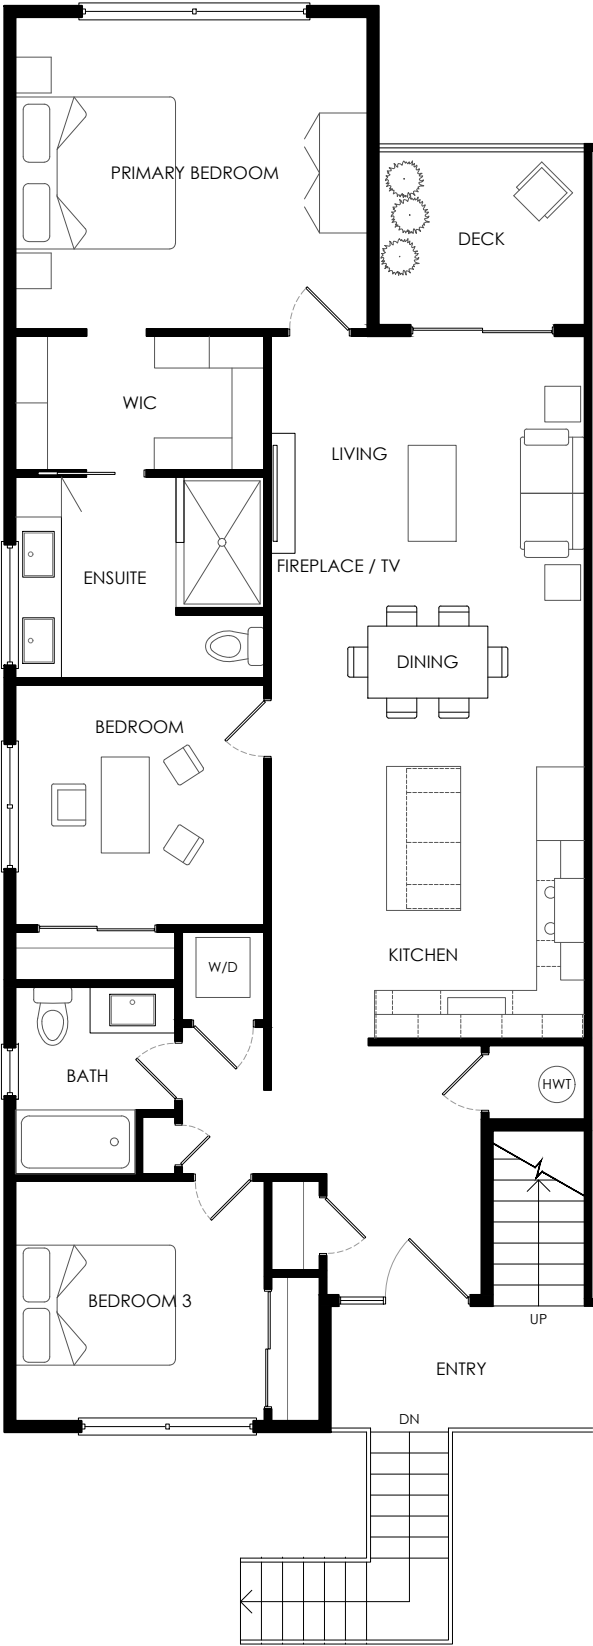 PRIMARY BEDROOM
DECK
WIC
LIVING
ENSUITE
FIREPLACE / TV
DINING
BEDROOM
KITCHEN
W/D
BATH
HWT
BEDROOM 3
UP
ENTRY
DN